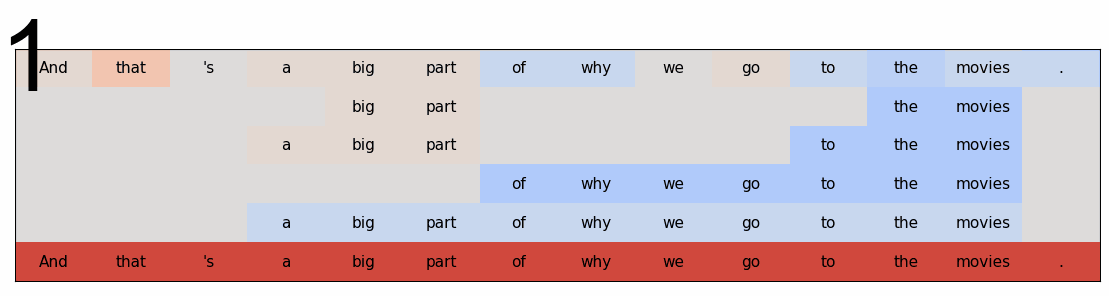 1
And that 's a big part of why we go to the movies .
big part the movies
a big part to the movies
of why we go to the movies
a big part of why we go to the movies
And that 's a big part of why we go to the movies .